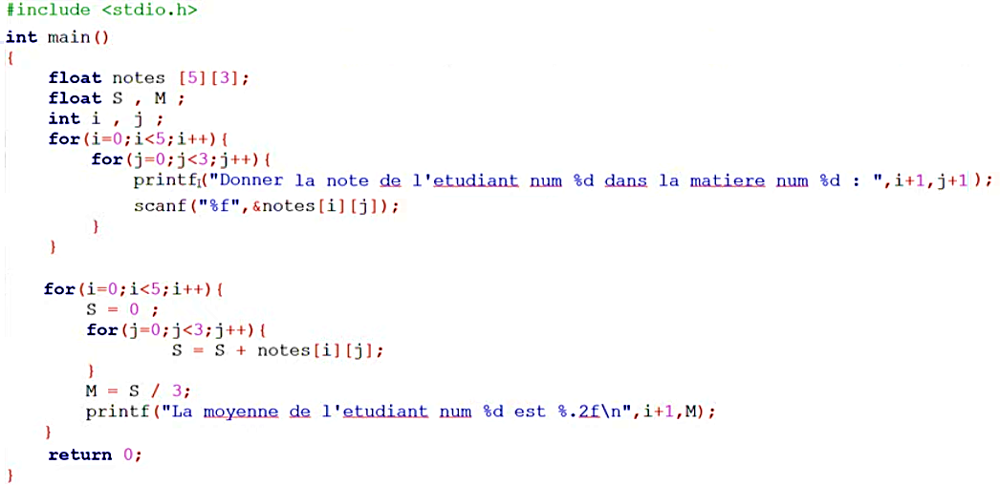 #include <stdio.h>
int main()
{
    float notes [5][3];
    float S , M ;
    int i , j ;
    for(i=0;i<5;i++){
        for(j=0;j<3;j++){
            printf("Donner la note de l'etudiant num %d dans la matiere num %d : ",i+1,j+1);
            scanf("%f",&notes[i][j]);
        }
    }
    for(i=0;i<5;i++){
        S = 0 ;
        for(j=0;j<3;j++){
                S = S + notes[i][j];
        }
        M = S / 3;
        printf("La moyenne de l'etudiant num %d est %.2f\n",i+1,M);
    }
    return 0;
}